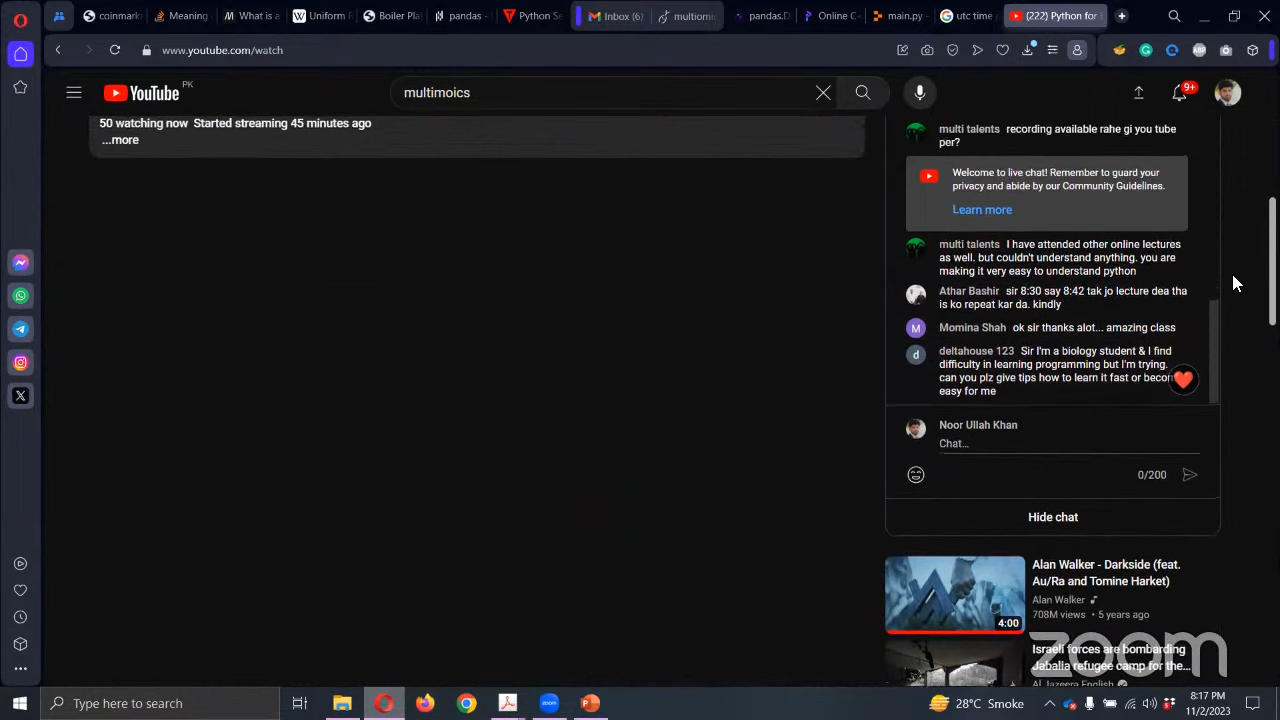 coinmark
Meaning
What is a
Uniform R
Boiler Pla
pandas -
Python Se
Inbox (6)
multiomi
pandas.D
Online C
main.py -
utc time
(222) Python for B
www.youtube.com/watch
YouTube PK
multimoics
9+
50 watching now Started streaming 45 minutes ago
...more
multi talents recording available rahe gi you tube
per?
Welcome to live chat! Remember to guard your
privacy and abide by our Community Guidelines.
Learn more
multi talents I have attended other online lectures
as well. but couldn't understand anything. you are
making it very easy to understand python
Athar Bashir sir 8:30 say 8:42 tak jo lecture dea tha
is ko repeat kar da. kindly
Momina Shah ok sir thanks alot... amazing class
deltahouse 123 Sir I'm a biology student & I find
difficulty in learning programming but I'm trying.
can you plz give tips how to learn it fast or becom
easy for me
Noor Ullah Khan
Chat...
0/200
Hide chat
Alan Walker - Darkside (feat.
Au/Ra and Tomine Harket)
Alan Walker
708M views • 5 years ago
4:00
Israeli forces are bombarding
Jabalia refugee camp for the...
Al Jazeera English
zoom
Type here to search
28°C Smoke
8:17 PM
11/2/2023